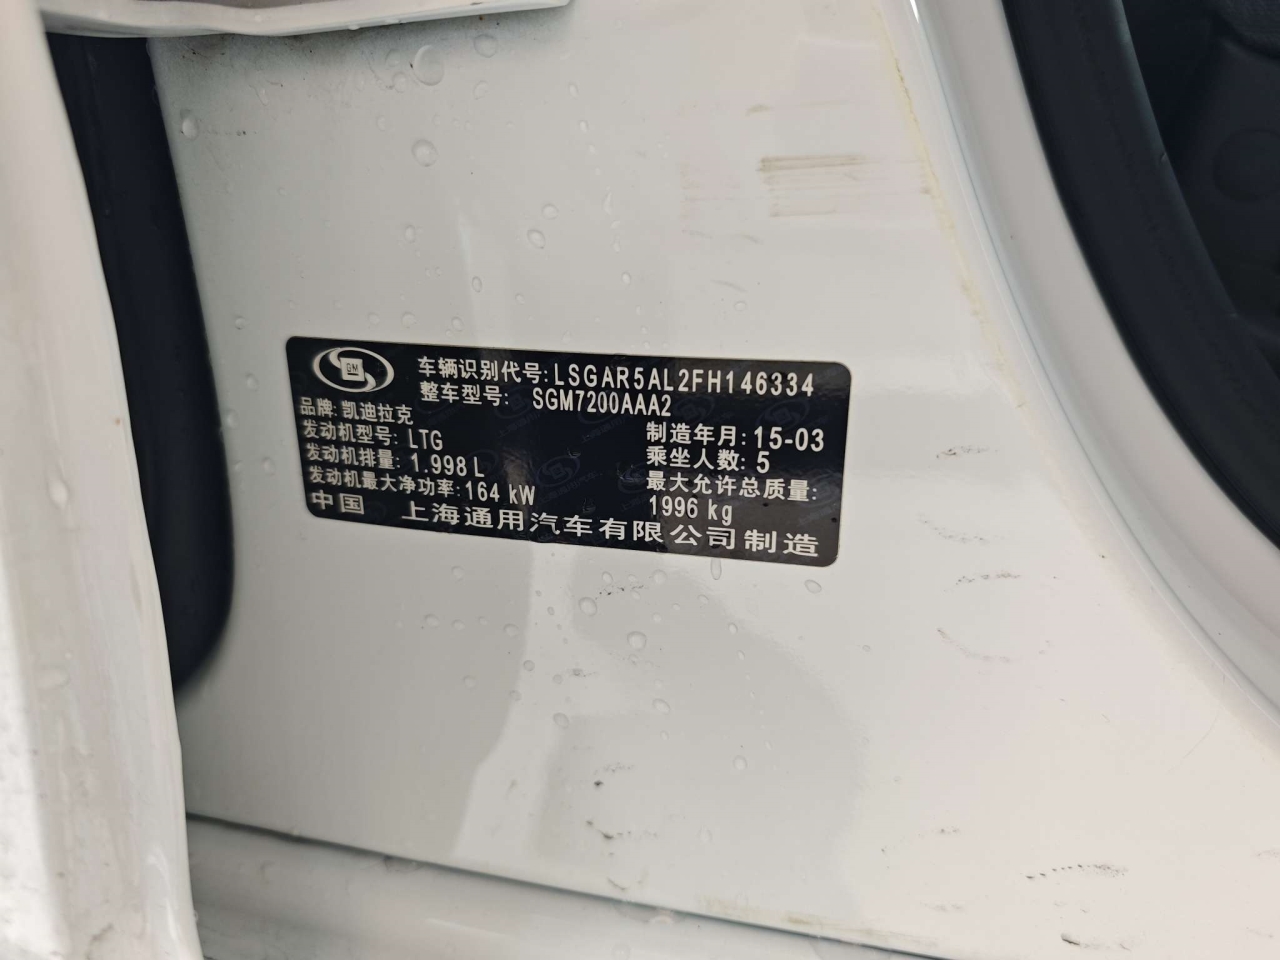 GM
车辆识别代号:LSGAR5AL2FH146334
整车型号: SGM7200AAA2
品牌: 凯迪拉克
发动机型号: LTG
制造年月: 15-03
发动机排量: 1.998 L
乘坐人数: 5
发动机最大净功率: 164 kW
最大允许总质量:
1996 kg
中国 上海通用汽车有限公司制造